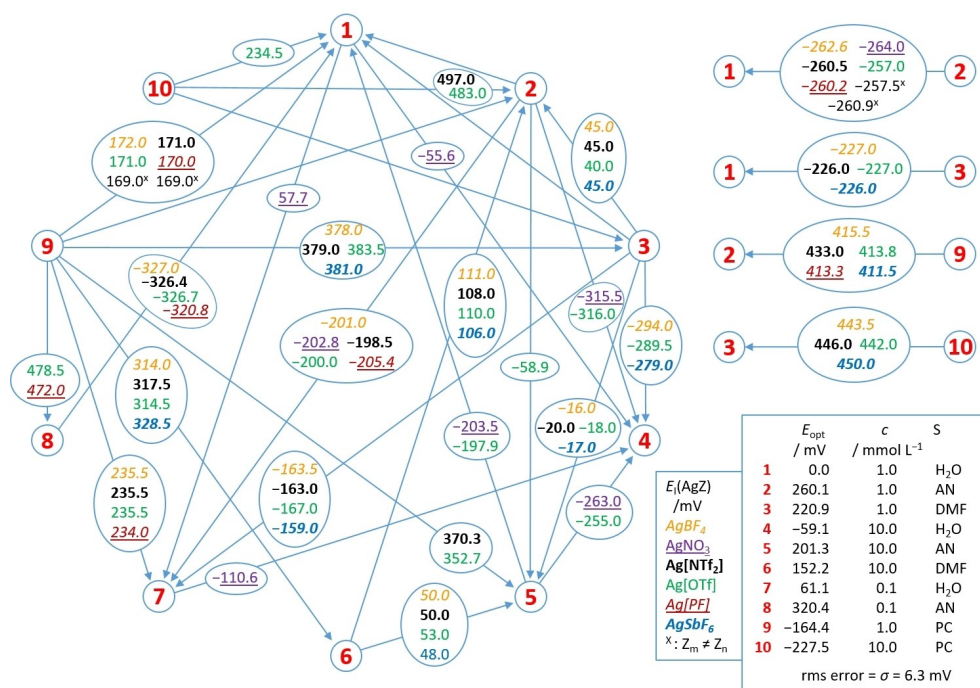 1
234.5
10
497.0
483.0
2
172.0 171.0
171.0 170.0
169.0ˣ 169.0ˣ
57.7
−55.6
45.0
45.0
40.0
45.0
9
378.0
379.0 383.5
381.0
3
−327.0
−326.4
−326.7
−320.8
111.0
108.0
110.0
106.0
−315.5
−316.0
−201.0
−202.8 −198.5
−200.0 −205.4
−294.0
−289.5
−279.0
478.5
472.0
314.0
317.5
314.5
328.5
−58.9
8
−203.5
−197.9
−16.0
−20.0 −18.0
−17.0
4
235.5
235.5
235.5
234.0
−163.5
−163.0
−167.0
−159.0
370.3
352.7
−263.0
−255.0
7
−110.6
5
50.0
50.0
53.0
48.0
6
−262.6 −264.0
1 −260.5 −257.0 2
−260.2 −257.5ˣ
−260.9ˣ
−227.0
1 −226.0 −227.0 3
−226.0
415.5
2 433.0 413.8 9
413.3 411.5
443.5
3 446.0 442.0 10
450.0
E_I(AgZ)
/mV
AgBF₄
AgNO₃
Ag[NTf₂]
Ag[OTf]
Ag[PF]
AgSbF₆
ˣ : Zₘ ≠ Zₙ
E_opt c S
/ mV / mmol L⁻¹
1 0.0 1.0 H₂O
2 260.1 1.0 AN
3 220.9 1.0 DMF
4 −59.1 10.0 H₂O
5 201.3 10.0 AN
6 152.2 10.0 DMF
7 61.1 0.1 H₂O
8 320.4 0.1 AN
9 −164.4 1.0 PC
10 −227.5 10.0 PC
rms error = σ = 6.3 mV